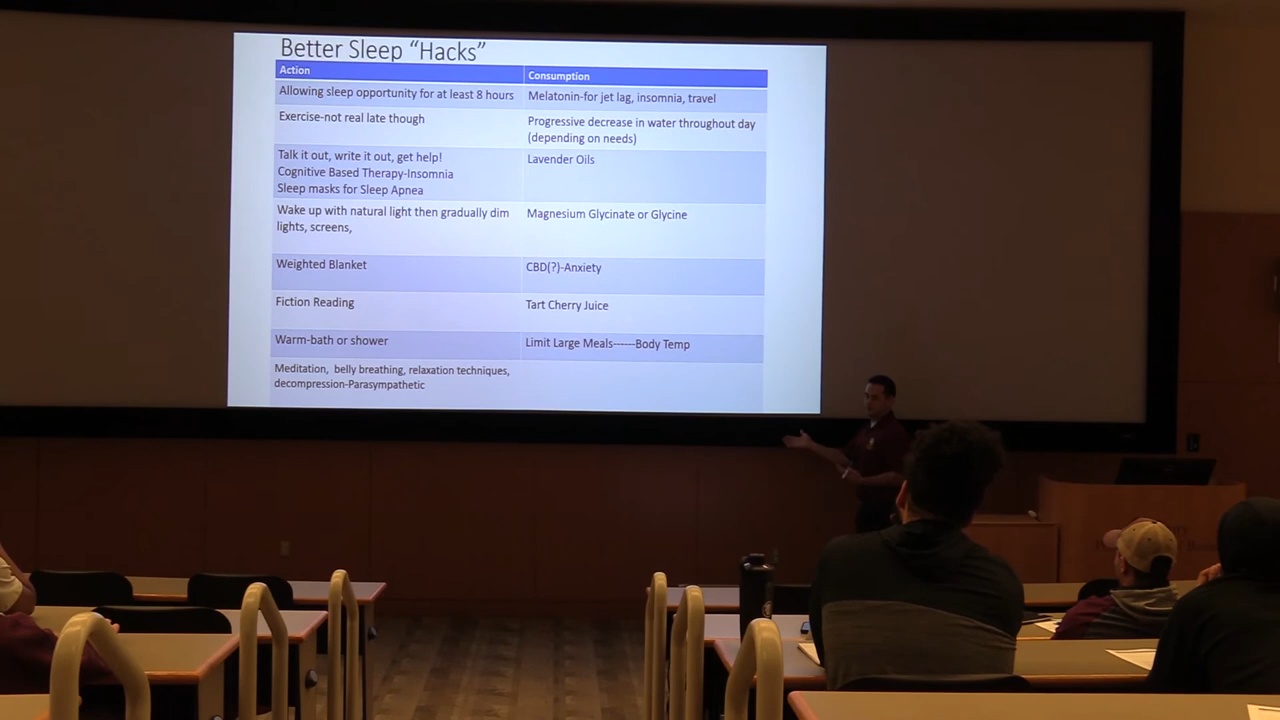 Better Sleep “Hacks”
Action
Consumption
Allowing sleep opportunity for at least 8 hours
Melatonin-for jet lag, insomnia, travel
Exercise-not real late though
Progressive decrease in water throughout day
(depending on needs)
Talk it out, write it out, get help!
Cognitive Based Therapy-Insomnia
Sleep masks for Sleep Apnea
Lavender Oils
Wake up with natural light then gradually dim
lights, screens,
Magnesium Glycinate or Glycine
Weighted Blanket
CBD(?)-Anxiety
Fiction Reading
Tart Cherry Juice
Warm-bath or shower
Limit Large Meals------Body Temp
Meditation, belly breathing, relaxation techniques,
decompression-Parasympathetic